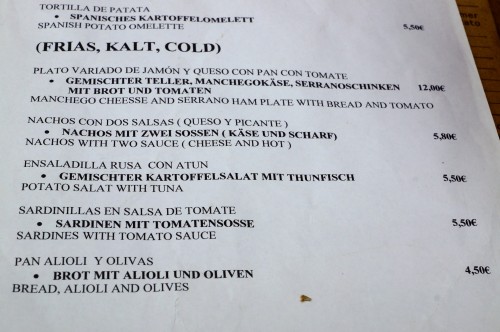 TORTILLA DE PATATA
• SPANISCHES KARTOFFELOMELETT
SPANISH POTATO OMELETTE 5,50€
(FRIAS, KALT, COLD)
PLATO VARIADO DE JAMÓN Y QUESO CON PAN CON TOMATE
• GEMISCHTER TELLER, MANCHEGOKÄSE, SERRANOSCHINKEN 12,00€
MIT BROT UND TOMATEN
MANCHEGO CHEESSE AND SERRANO HAM PLATE WITH BREAD AND TOMATO
NACHOS CON DOS SALSAS ( QUESO Y PICANTE )
• NACHOS MIT ZWEI SOSSEN ( KÄSE UND SCHARF) 5,80€
NACHOS WITH TWO SAUCE ( CHEESE AND HOT )
ENSALADILLA RUSA CON ATUN
• GEMISCHTER KARTOFFELSALAT MIT THUNFISCH 5,50€
POTATO SALAT WITH TUNA
SARDINILLAS EN SALSA DE TOMATE
• SARDINEN MIT TOMATENSOSSE 5,50€
SARDINES WITH TOMATO SAUCE
PAN ALIOLI Y OLIVAS
• BROT MIT ALIOLI UND OLIVEN 4,50€
BREAD, ALIOLI AND OLIVES